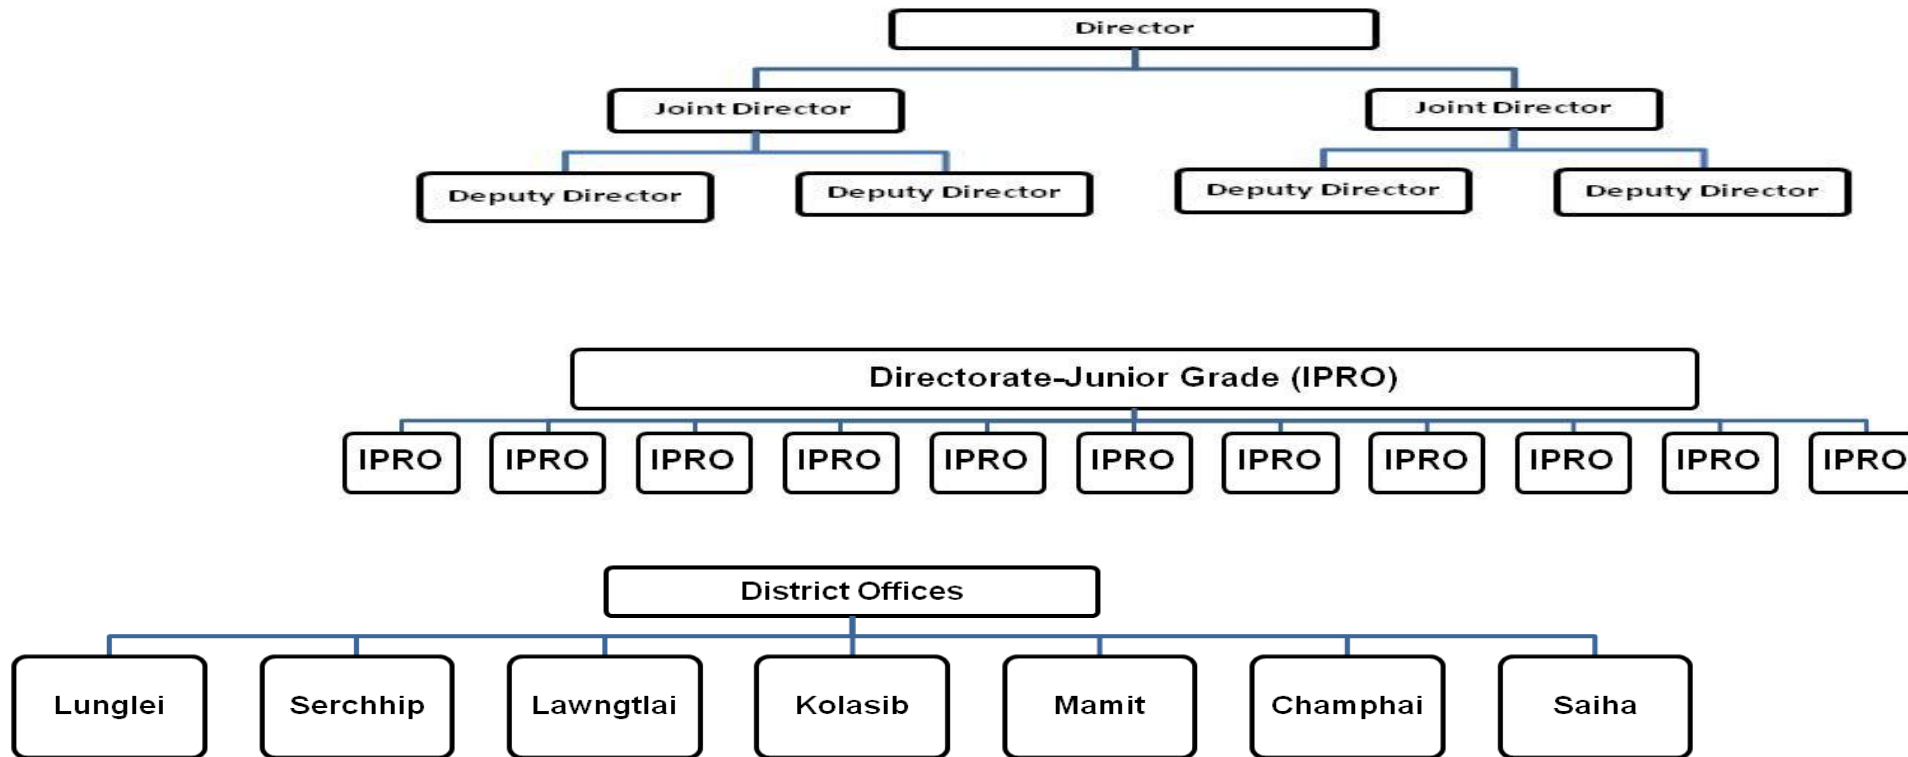 Director
Joint Director
Joint Director
Deputy Director
Deputy Director
Deputy Director
Deputy Director
Directorate-Junior Grade (IPRO)
IPRO
IPRO
IPRO
IPRO
IPRO
IPRO
IPRO
IPRO
IPRO
IPRO
IPRO
District Offices
Lunglei
Serchhip
Lawngtlai
Kolasib
Mamit
Champhai
Saiha